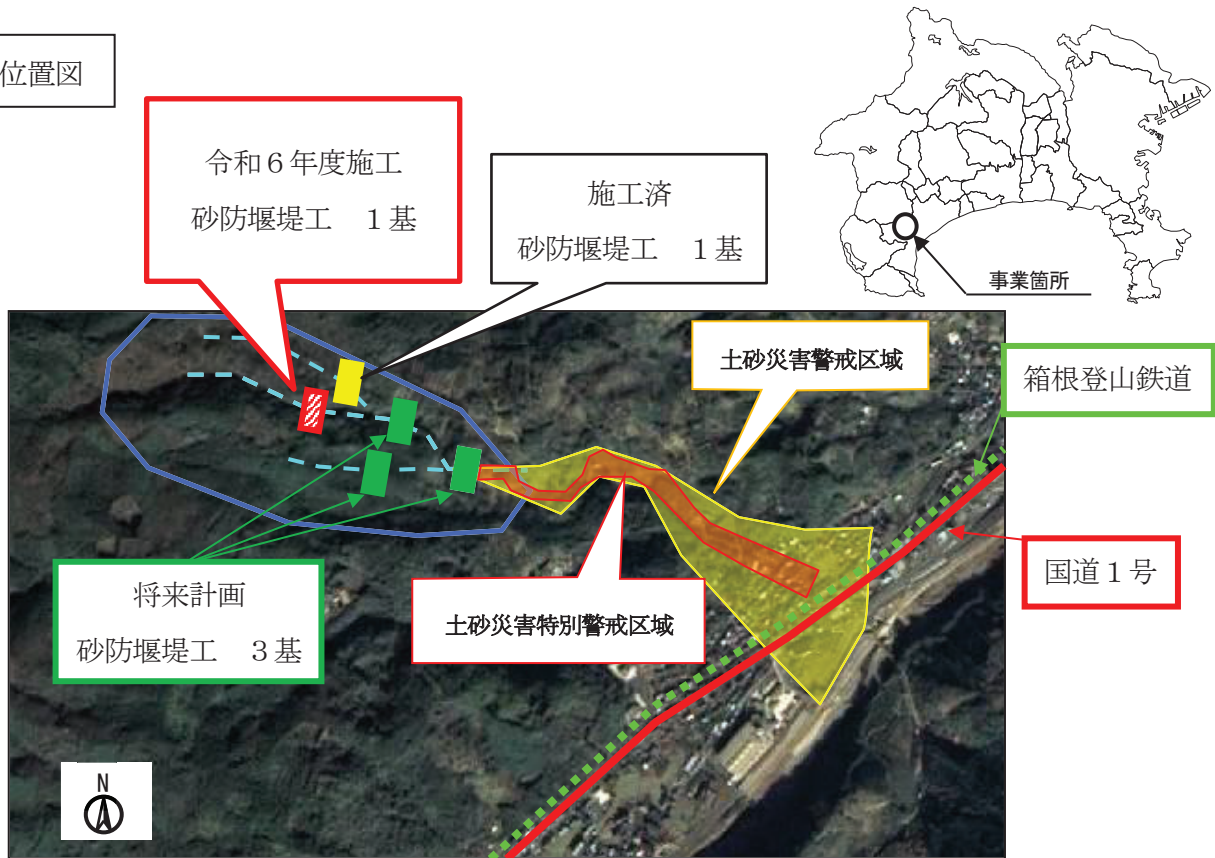 位置図
令和６年度施工
砂防堰堤工　１基
施工済
砂防堰堤工　１基
事業箇所
土砂災害警戒区域
箱根登山鉄道
国道１号
土砂災害特別警戒区域
将来計画
砂防堰堤工　３基
N